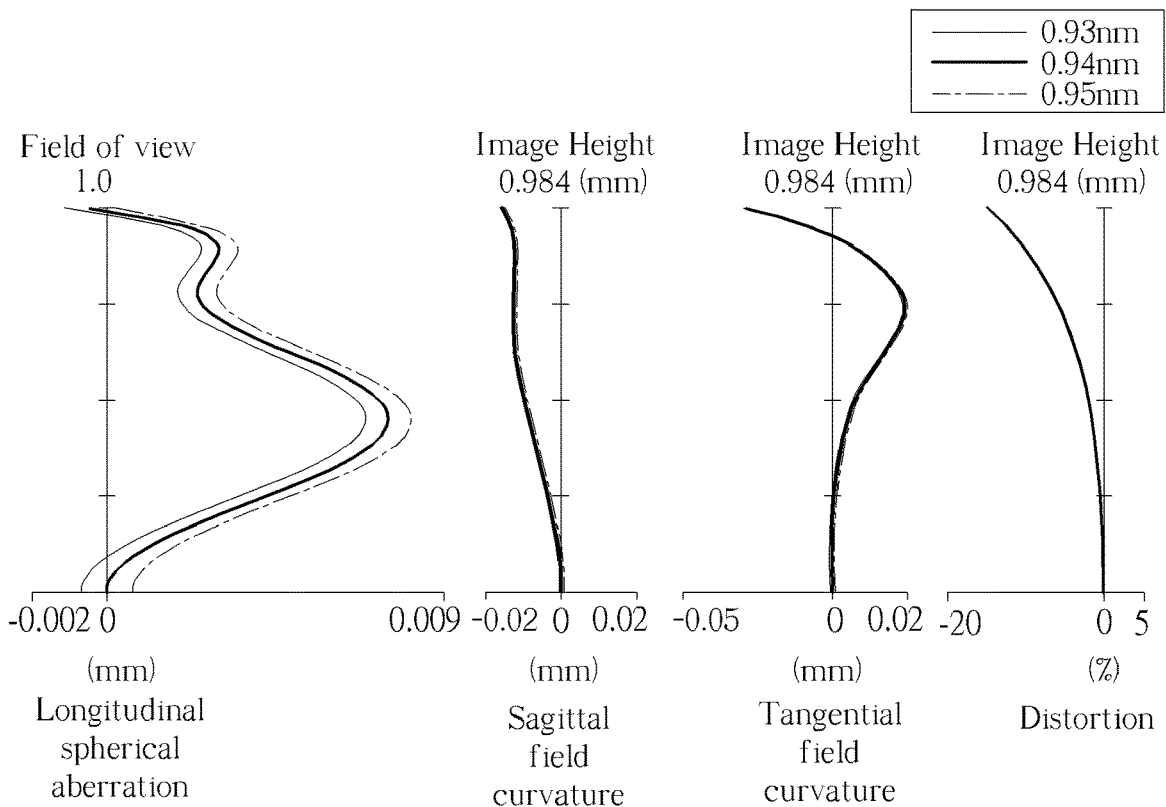 0.93nm
0.94nm
0.95nm
Field of view
1.0
Image Height
0.984 (mm)
Image Height
0.984 (mm)
Image Height
0.984 (mm)
-0.002 0 0.009
-0.02 0 0.02
-0.05 0 0.02
-20 0 5
(mm)
(mm)
(mm)
(%)
Longitudinal
spherical
aberration
Sagittal
field
curvature
Tangential
field
curvature
Distortion